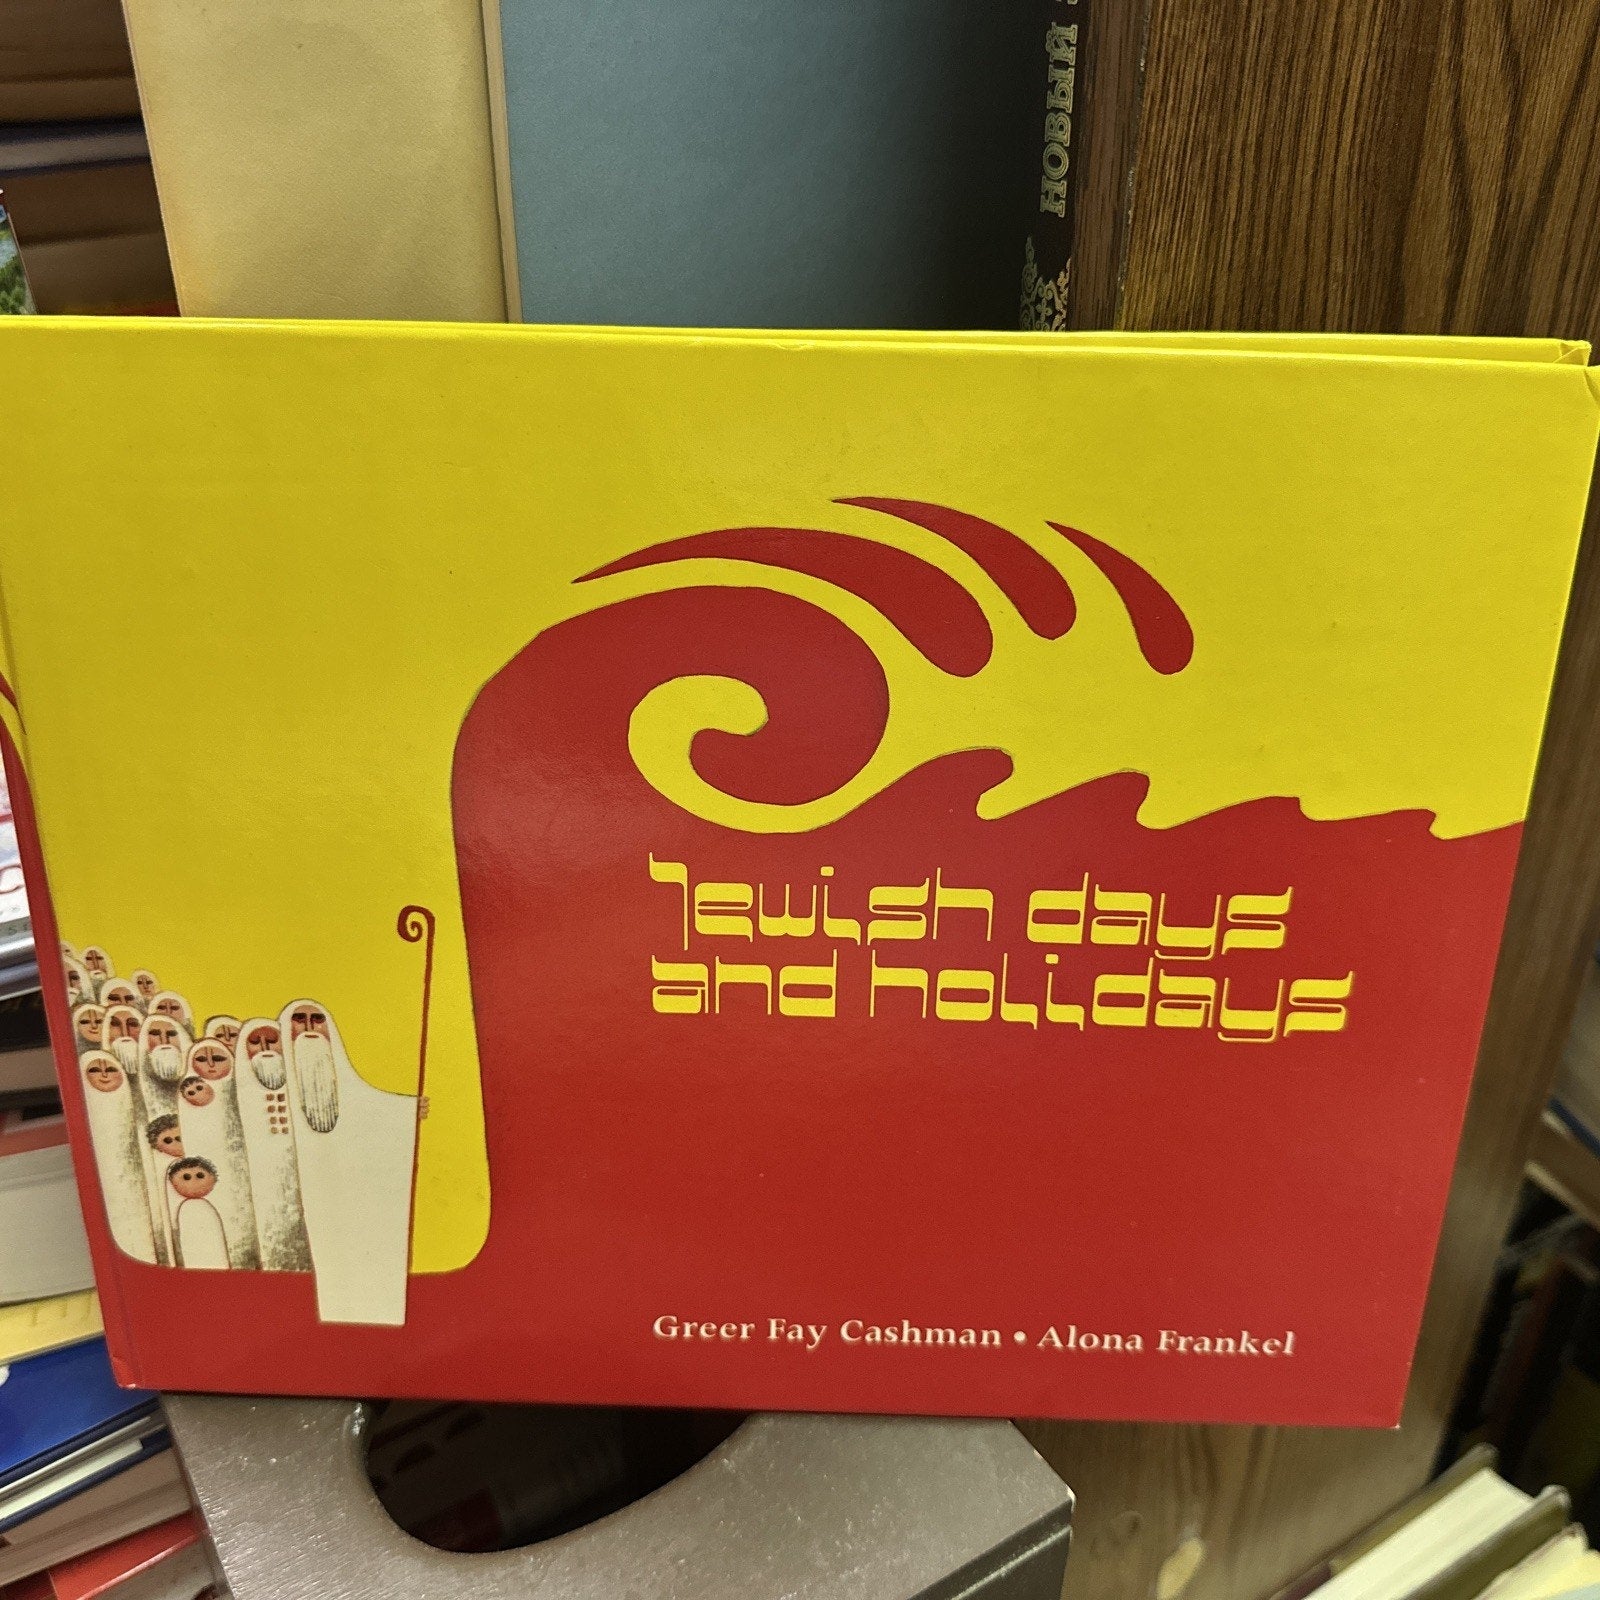 НОВЫЙ
Jewish days
and holidays
Greer Fay Cashman • Alona Frankel